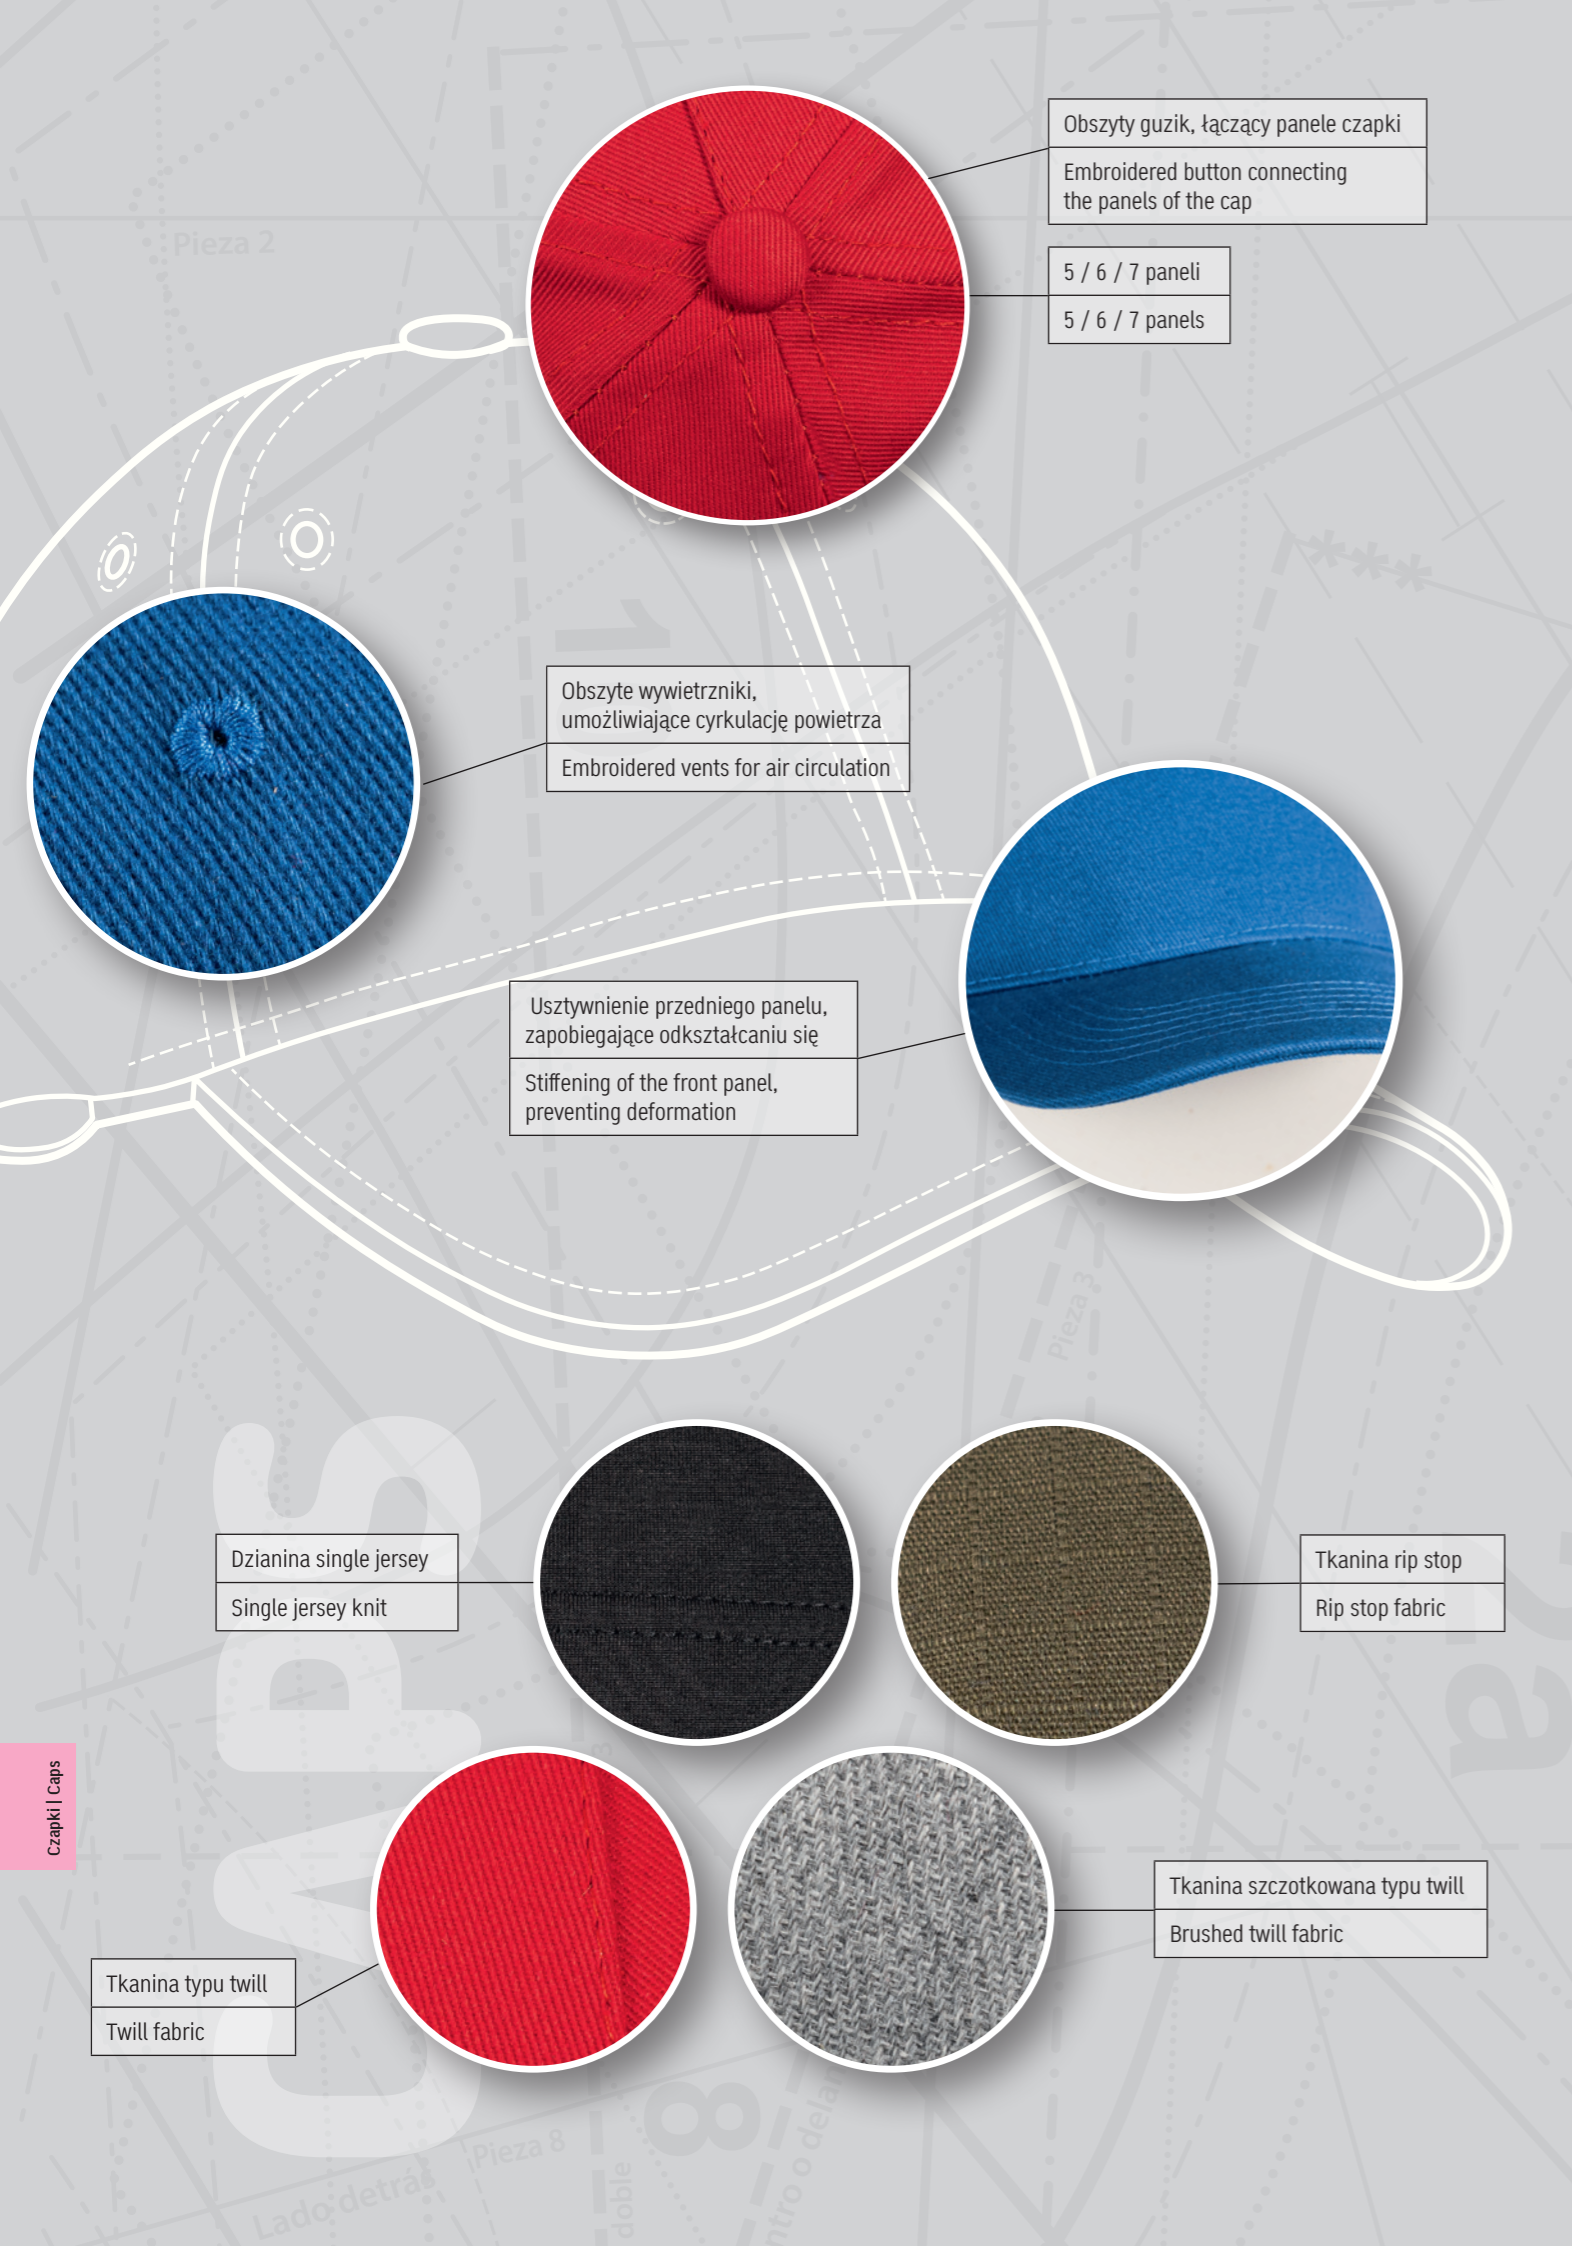 Obszyty guzik, łączący panele czapki
Embroidered button connecting
the panels of the cap
5 / 6 / 7 paneli
5 / 6 / 7 panels
Pieza 2
***
1
Obszyte wywietrzniki,
umożliwiające cyrkulację powietrza
Embroidered vents for air circulation
Usztywnienie przedniego panelu,
zapobiegające odkształcaniu się
Stiffening of the front panel,
preventing deformation
Pieza 3
CAPS
Dzianina single jersey
Single jersey knit
Tkanina rip stop
Rip stop fabric
Czapki | Caps
Tkanina szczotkowana typu twill
Brushed twill fabric
Tkanina typu twill
Twill fabric
8
Pieza 8
Lado detrás
doble